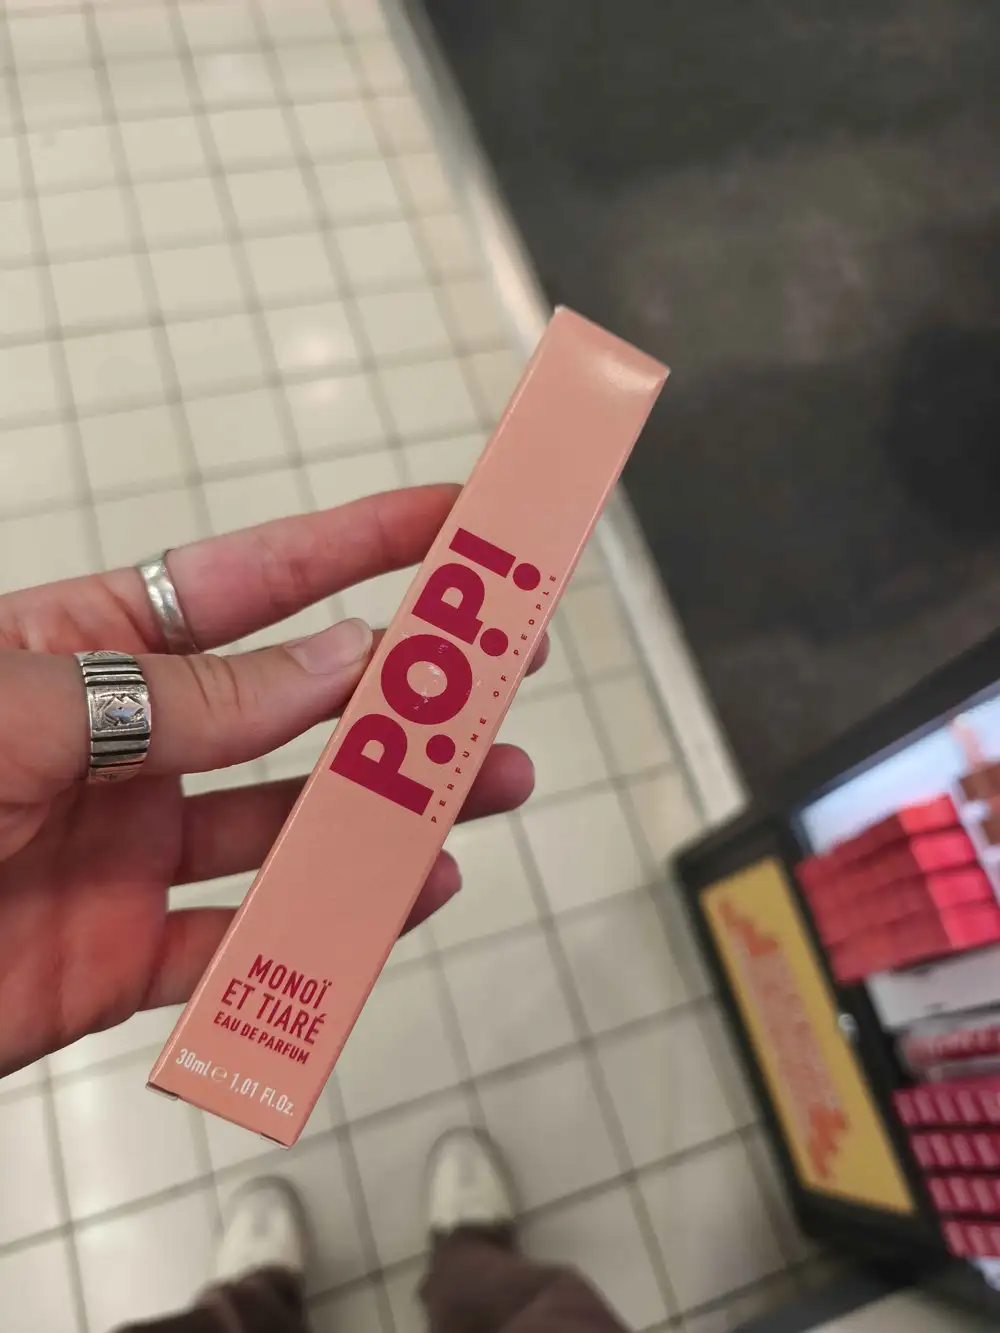 P.O.P!
PERFUME OF PEOPLE
MONOÏ
ET TIARÉ
EAU DE PARFUM
30ml ℮ 1.01 Fl.Oz.